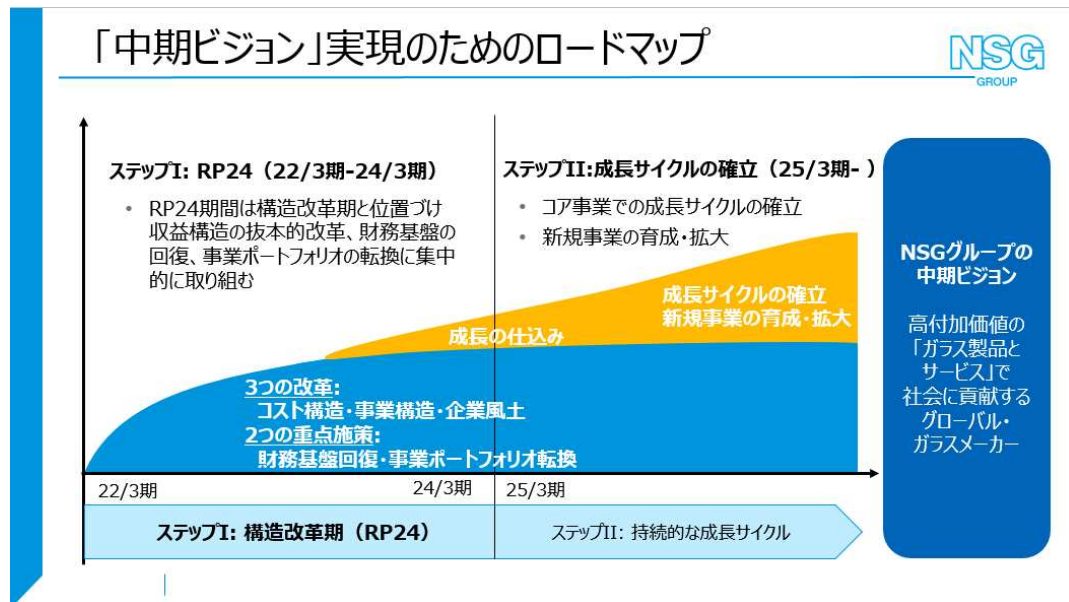 「中期ビジョン」実現のためのロードマップ
NSG
GROUP
ステップI: RP24（22/3期-24/3期）
• RP24期間は構造改革期と位置づけ
収益構造の抜本的改革、財務基盤の
回復、事業ポートフォリオの転換に集中
的に取り組む
ステップII:成長サイクルの確立（25/3期- ）
• コア事業での成長サイクルの確立
• 新規事業の育成・拡大
成長サイクルの確立
新規事業の育成・拡大
成長の仕込み
3つの改革:
コスト構造・事業構造・企業風土
2つの重点施策:
財務基盤回復・事業ポートフォリオ転換
22/3期
24/3期
25/3期
ステップI: 構造改革期（RP24）
ステップII: 持続的な成長サイクル
NSGグループの
中期ビジョン
高付加価値の
「ガラス製品と
サービス」で
社会に貢献する
グローバル・
ガラスメーカー